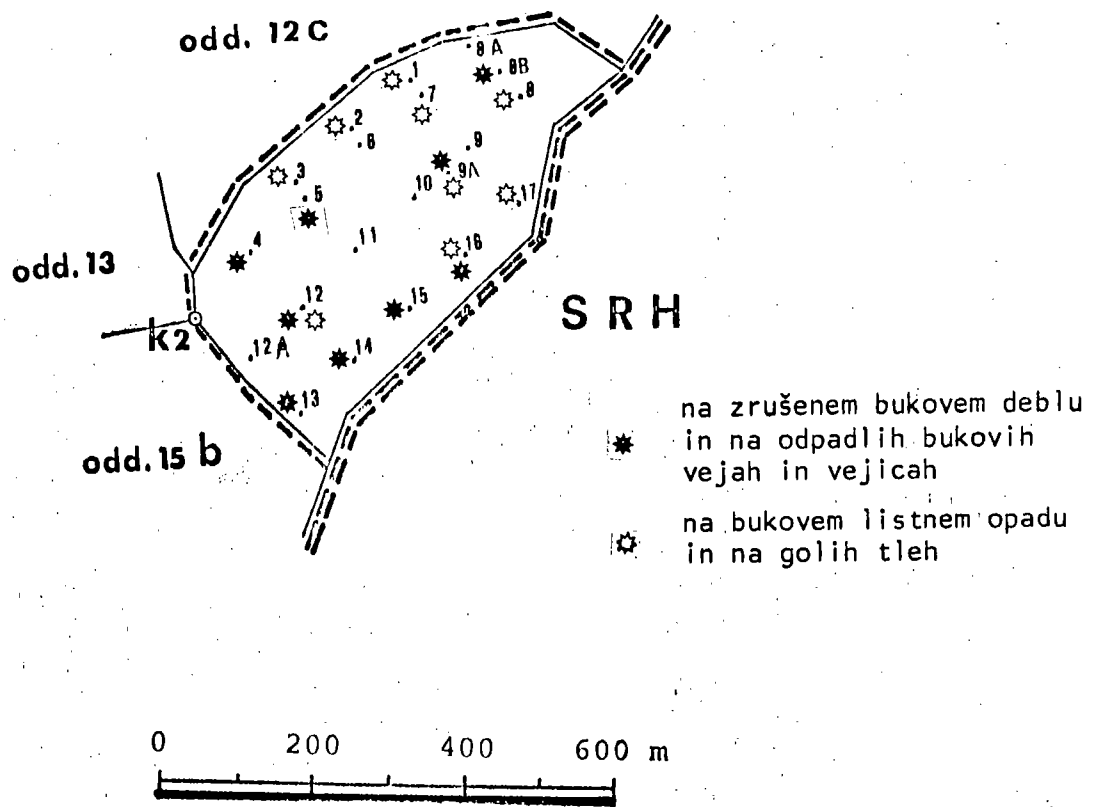 odd. 12 C
8A
8B
1
7
8
2
6
9
3
9A
10
17
5
4
11
16
odd. 13
12
15
SRH
k2
12A
14
13
odd. 15 b
na zrušenem bukovem deblu
in na odpadlih bukovih
vejah in vejicah
na bukovem listnem opadu
in na golih tleh
0 200 400 600 m